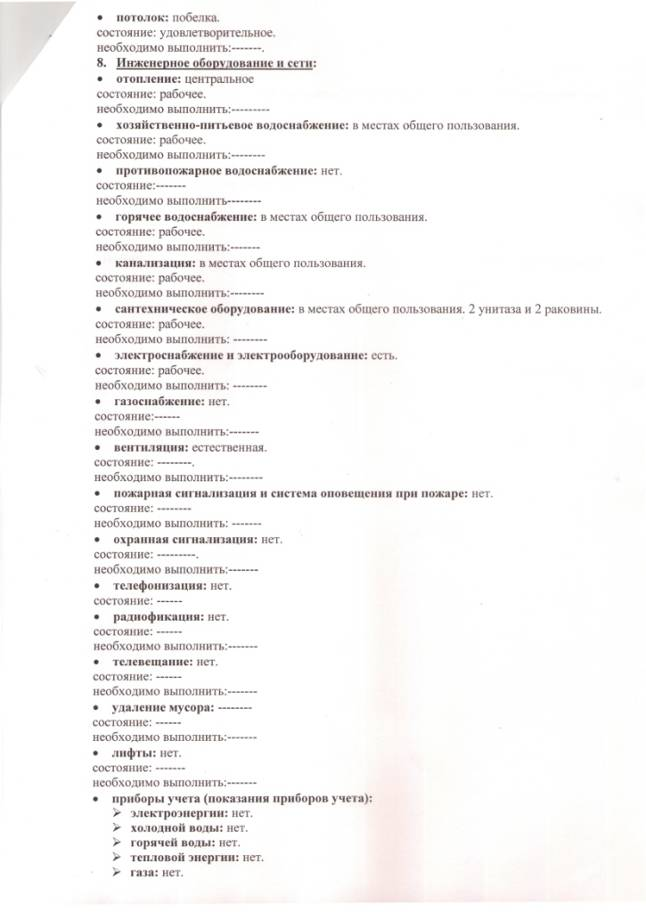 • потолок: побелка.
состояние: удовлетворительное.
необходимо выполнить:-------.
8. Инженерное оборудование и сети:
• отопление: центральное
состояние: рабочее.
необходимо выполнить:---------
• хозяйственно-питьевое водоснабжение: в местах общего пользования.
состояние: рабочее.
необходимо выполнить:--------
• противопожарное водоснабжение: нет.
состояние:-------
необходимо выполнить--------
• горячее водоснабжение: в местах общего пользования.
состояние: рабочее.
необходимо выполнить:-------
• канализация: в местах общего пользования.
состояние: рабочее.
необходимо выполнить:--------
• сантехническое оборудование: в местах общего пользования. 2 унитаза и 2 раковины.
состояние: рабочее.
необходимо выполнить: --------
• электроснабжение и электрооборудование: есть.
состояние: рабочее.
необходимо выполнить: --------
• газоснабжение: нет.
состояние:------
необходимо выполнить:-------
• вентиляция: естественная.
состояние: --------.
необходимо выполнить:--------
• пожарная сигнализация и система оповещения при пожаре: нет.
состояние: --------
необходимо выполнить: -------
• охранная сигнализация: нет.
состояние: ---------.
необходимо выполнить:-------
• телефонизация: нет.
состояние: ------
• радиофикация: нет.
состояние: ------
необходимо выполнить:-------
• телевещание: нет.
состояние: ------
необходимо выполнить:-------
• удаление мусора: --------
состояние: ------
необходимо выполнить:-------
• лифты: нет.
состояние: -------
необходимо выполнить:-------
• приборы учета (показания приборов учета):
➢ электроэнергии: нет.
➢ холодной воды: нет.
➢ горячей воды: нет.
➢ тепловой энергии: нет.
➢ газа: нет.